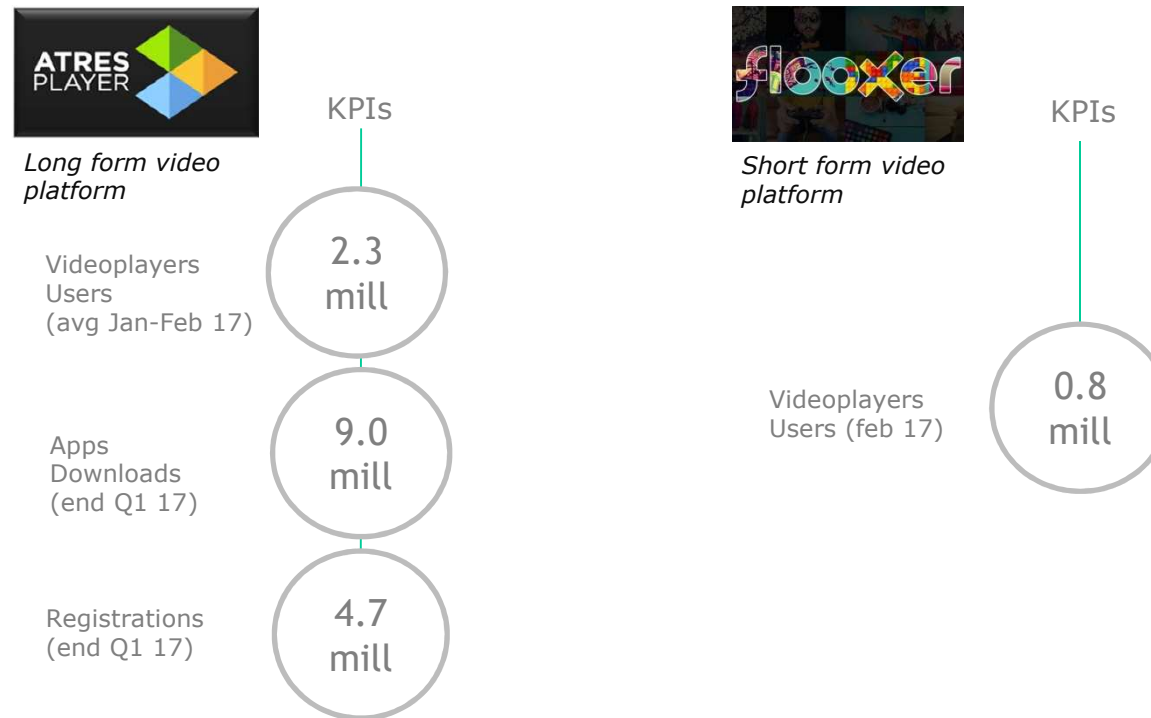 ATRES
PLAYER
KPIs
Long form video
platform
Videoplayers
Users
(avg Jan-Feb 17)
2.3
mill
Apps
Downloads
(end Q1 17)
9.0
mill
Registrations
(end Q1 17)
4.7
mill
flooxer
KPIs
Short form video
platform
Videoplayers
Users (feb 17)
0.8
mill